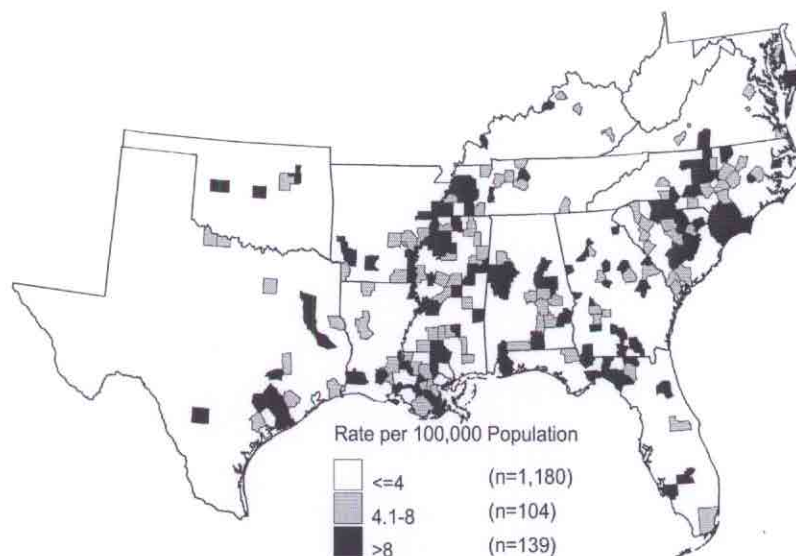 Rate per 100,000 Population
<=4 (n=1,180)
4.1-8 (n=104)
>8 (n=139)